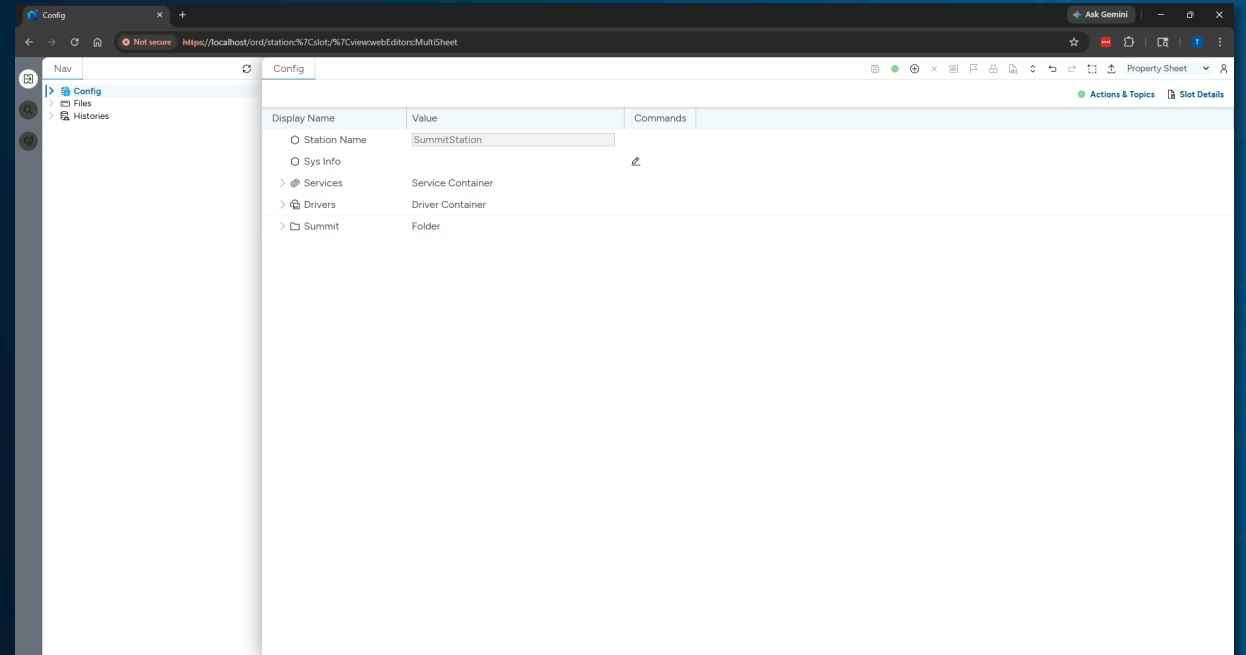 Config
Ask Gemini
Not secure https://localhost/ord/station:%7Cslot:/%7Cview:webEditors:MultiSheet
T
Nav
Config
Property Sheet
Config
Files
Histories
Actions & Topics Slot Details
Display Name Value Commands
Station Name SummitStation
Sys Info
Services Service Container
Drivers Driver Container
Summit Folder